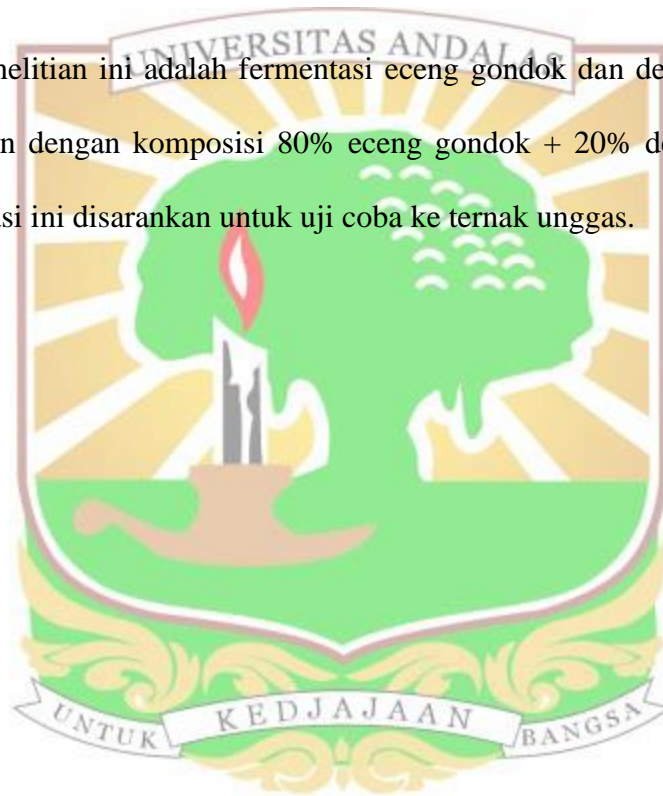 UNIVERSITAS ANDALAS
nelitian ini adalah fermentasi eceng gondok dan de
n dengan komposisi 80% eceng gondok + 20% de
si ini disarankan untuk uji coba ke ternak unggas.
UNTUK KEDJAJAAN BANGSA